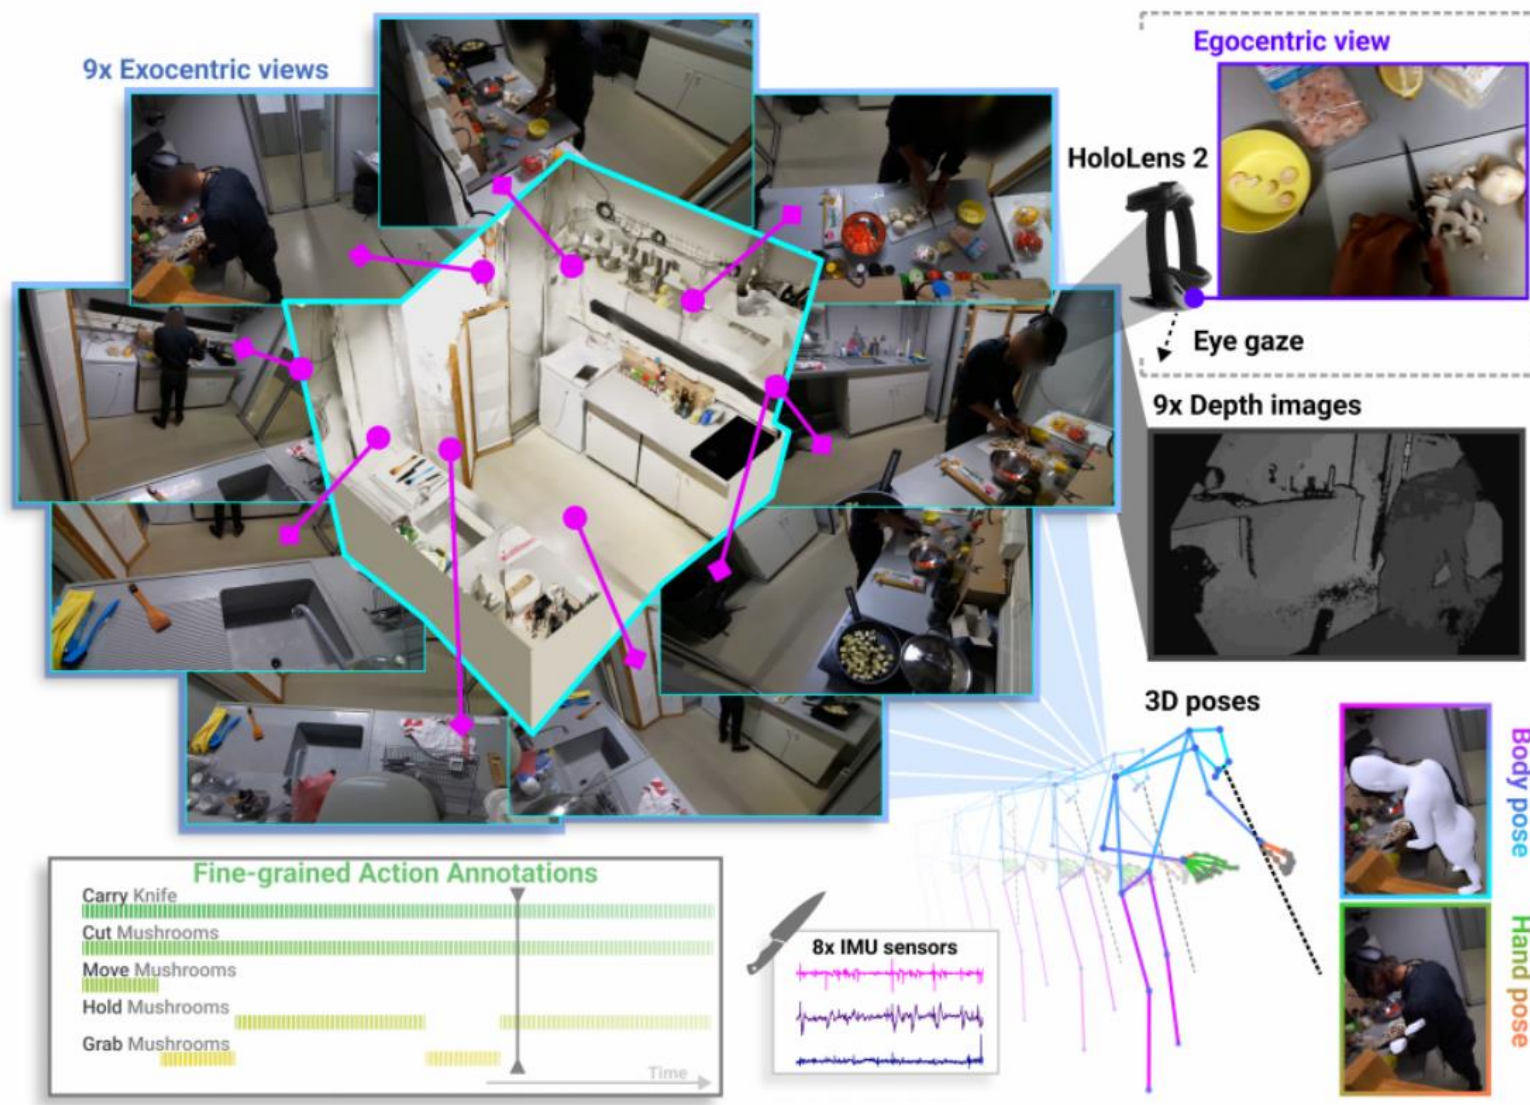 9x Exocentric views
Egocentric view
HoloLens 2
Eye gaze
9x Depth images
3D poses
Body pose
Hand pose
Fine-grained Action Annotations
Carry Knife
Cut Mushrooms
Move Mushrooms
Hold Mushrooms
Grab Mushrooms
Time
8x IMU sensors